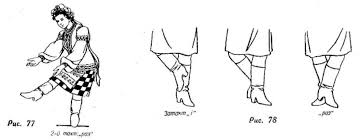 2-й такт „раз"
Рис. 77
Затакт „і"
Рис. 78
„раз"